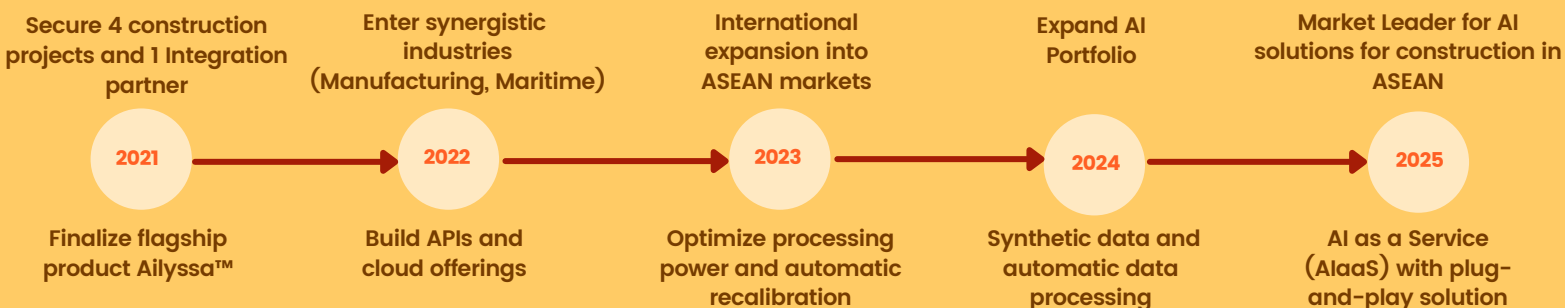 Secure 4 construction
projects and 1 Integration
partner
Enter synergistic
industries
(Manufacturing, Maritime)
International
expansion into
ASEAN markets
Expand AI
Portfolio
Market Leader for AI
solutions for construction in
ASEAN
2021
2022
2023
2024
2025
Finalize flagship
product Ailyssa™
Build APIs and
cloud offerings
Optimize processing
power and automatic
recalibration
Synthetic data and
automatic data
processing
AI as a Service
(AIaaS) with plug-
and-play solution